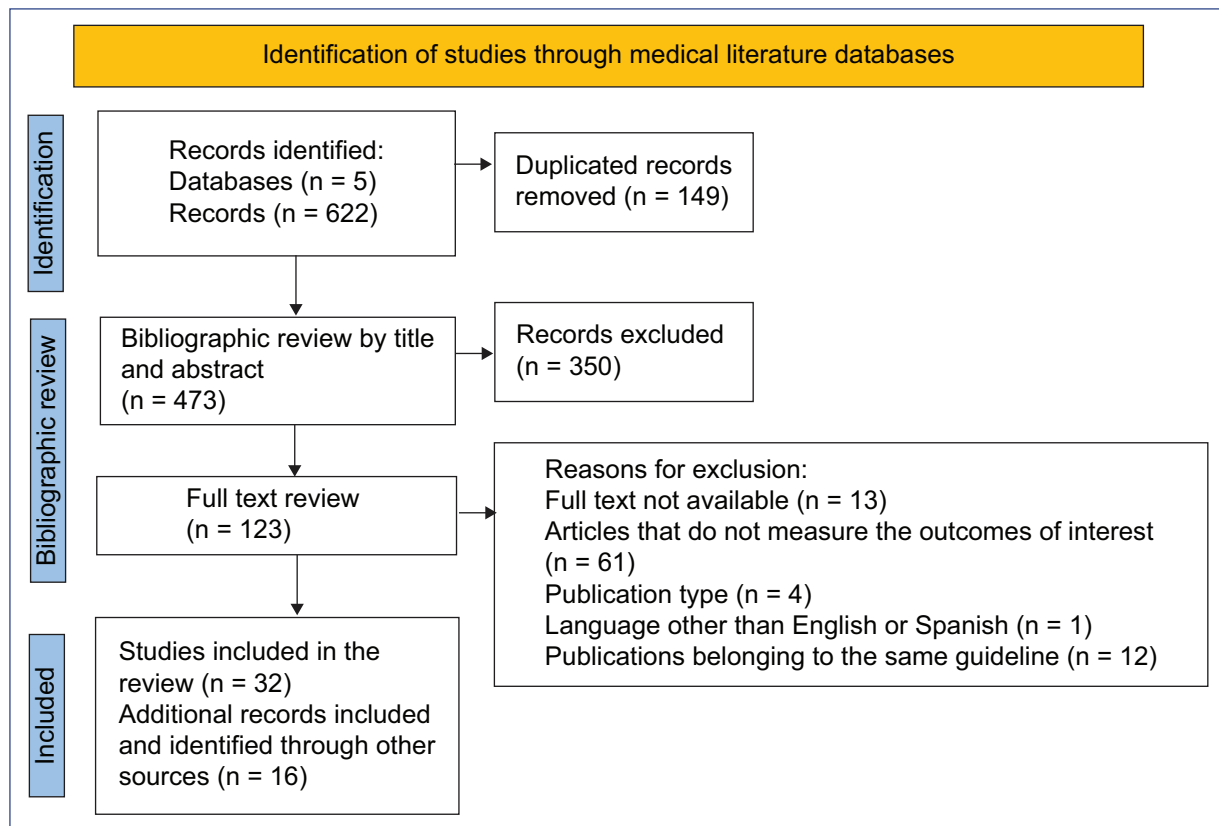 Identification of studies through medical literature databases
Identification
Records identified:
Databases (n = 5)
Records (n = 622)
Duplicated records
removed (n = 149)
Bibliographic review
Bibliographic review by title
and abstract
(n = 473)
Records excluded
(n = 350)
Full text review
(n = 123)
Reasons for exclusion:
Full text not available (n = 13)
Articles that do not measure the outcomes of interest
(n = 61)
Publication type (n = 4)
Language other than English or Spanish (n = 1)
Publications belonging to the same guideline (n = 12)
Included
Studies included in the
review (n = 32)
Additional records included
and identified through other
sources (n = 16)